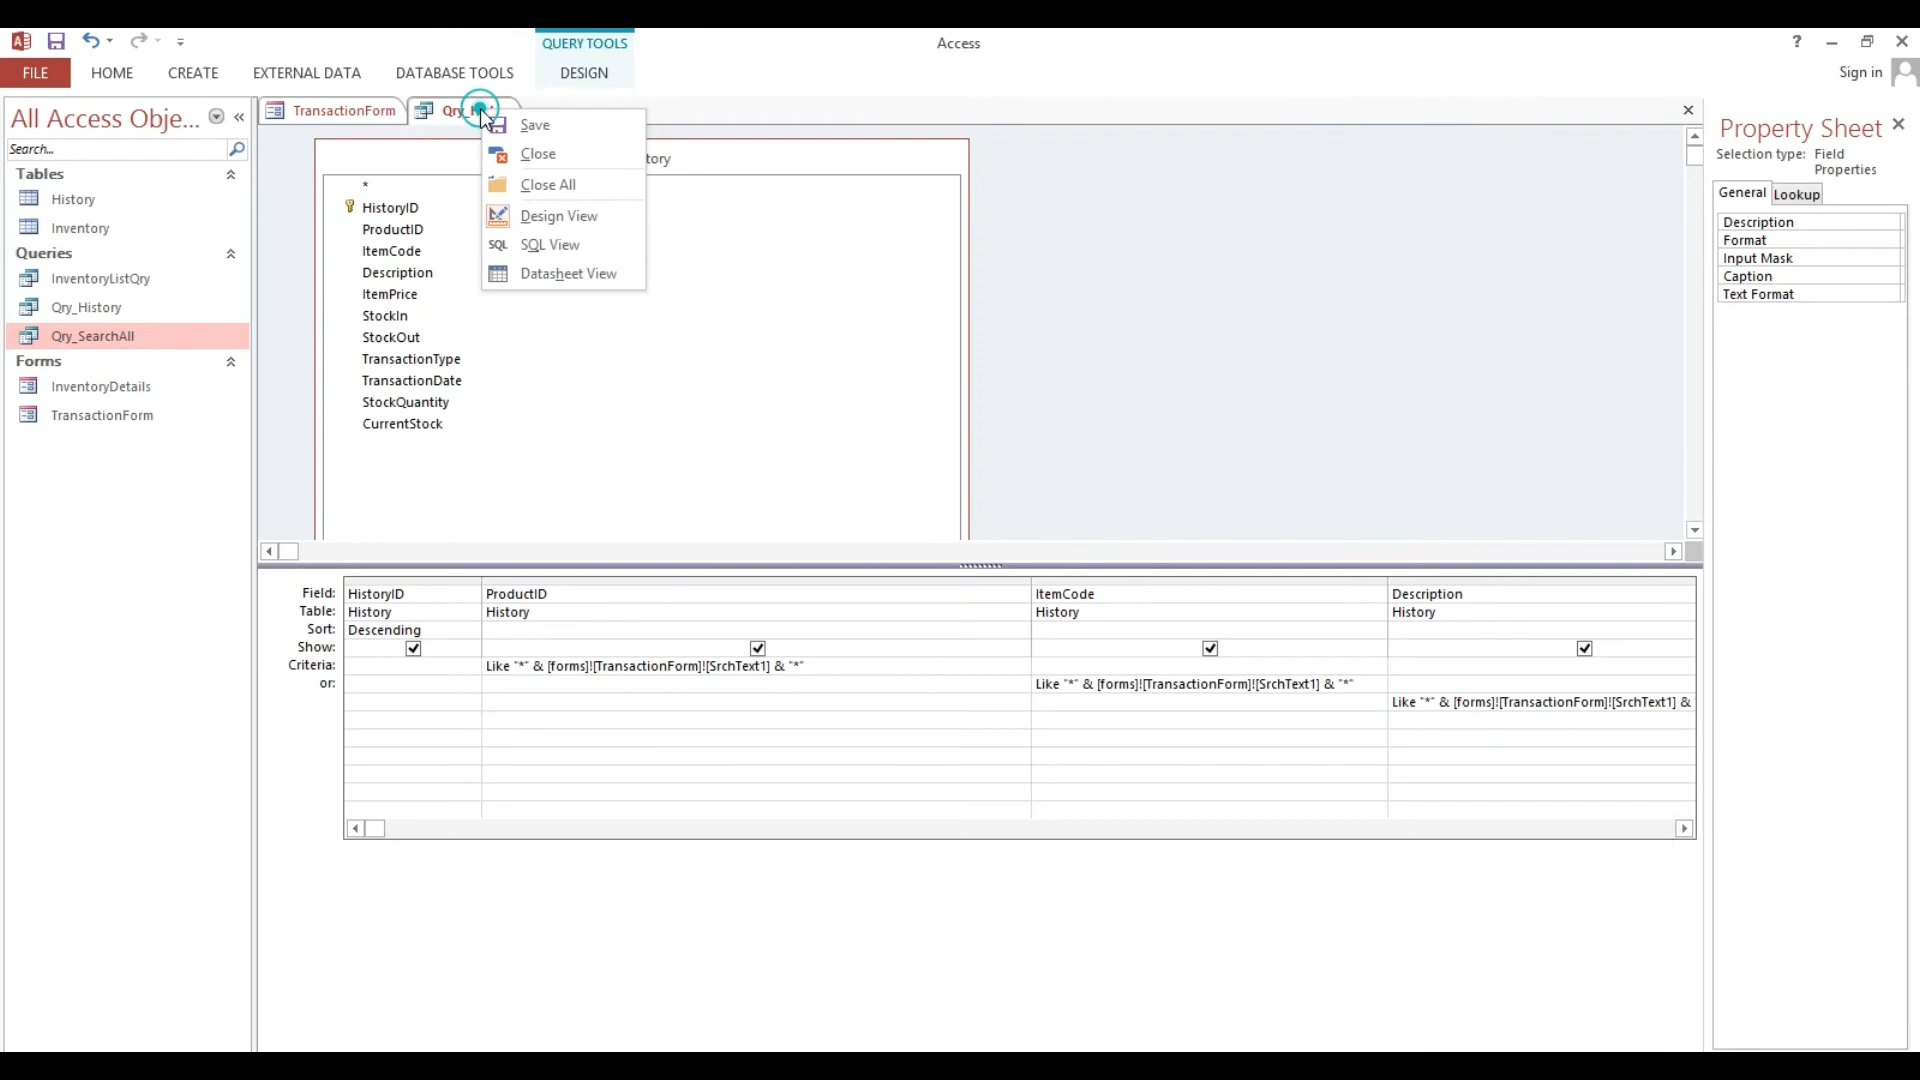 QUERY TOOLS
Access
?
FILE
HOME
CREATE
EXTERNAL DATA
DATABASE TOOLS
DESIGN
Sign in
All Access Obje...
«
Search...
Tables
History
Inventory
Queries
InventoryListQry
Qry_History
Qry_SearchAll
Forms
InventoryDetails
TransactionForm
TransactionForm
Save
Close
Close All
Design View
SQL SQL View
Datasheet View
tory
*
HistoryID
ProductID
ItemCode
Description
ItemPrice
StockIn
StockOut
TransactionType
TransactionDate
StockQuantity
CurrentStock
Field: HistoryID ProductID ItemCode Description
Table: History History History History
Sort: Descending
Show:
Criteria: Like "*" & [forms]![TransactionForm]![SrchText1] & "*"
or: Like "*" & [forms]![TransactionForm]![SrchText1] & "*"
Like "*" & [forms]![TransactionForm]![SrchText1] &
Property Sheet
Selection type: Field
Properties
General Lookup
Description
Format
Input Mask
Caption
Text Format